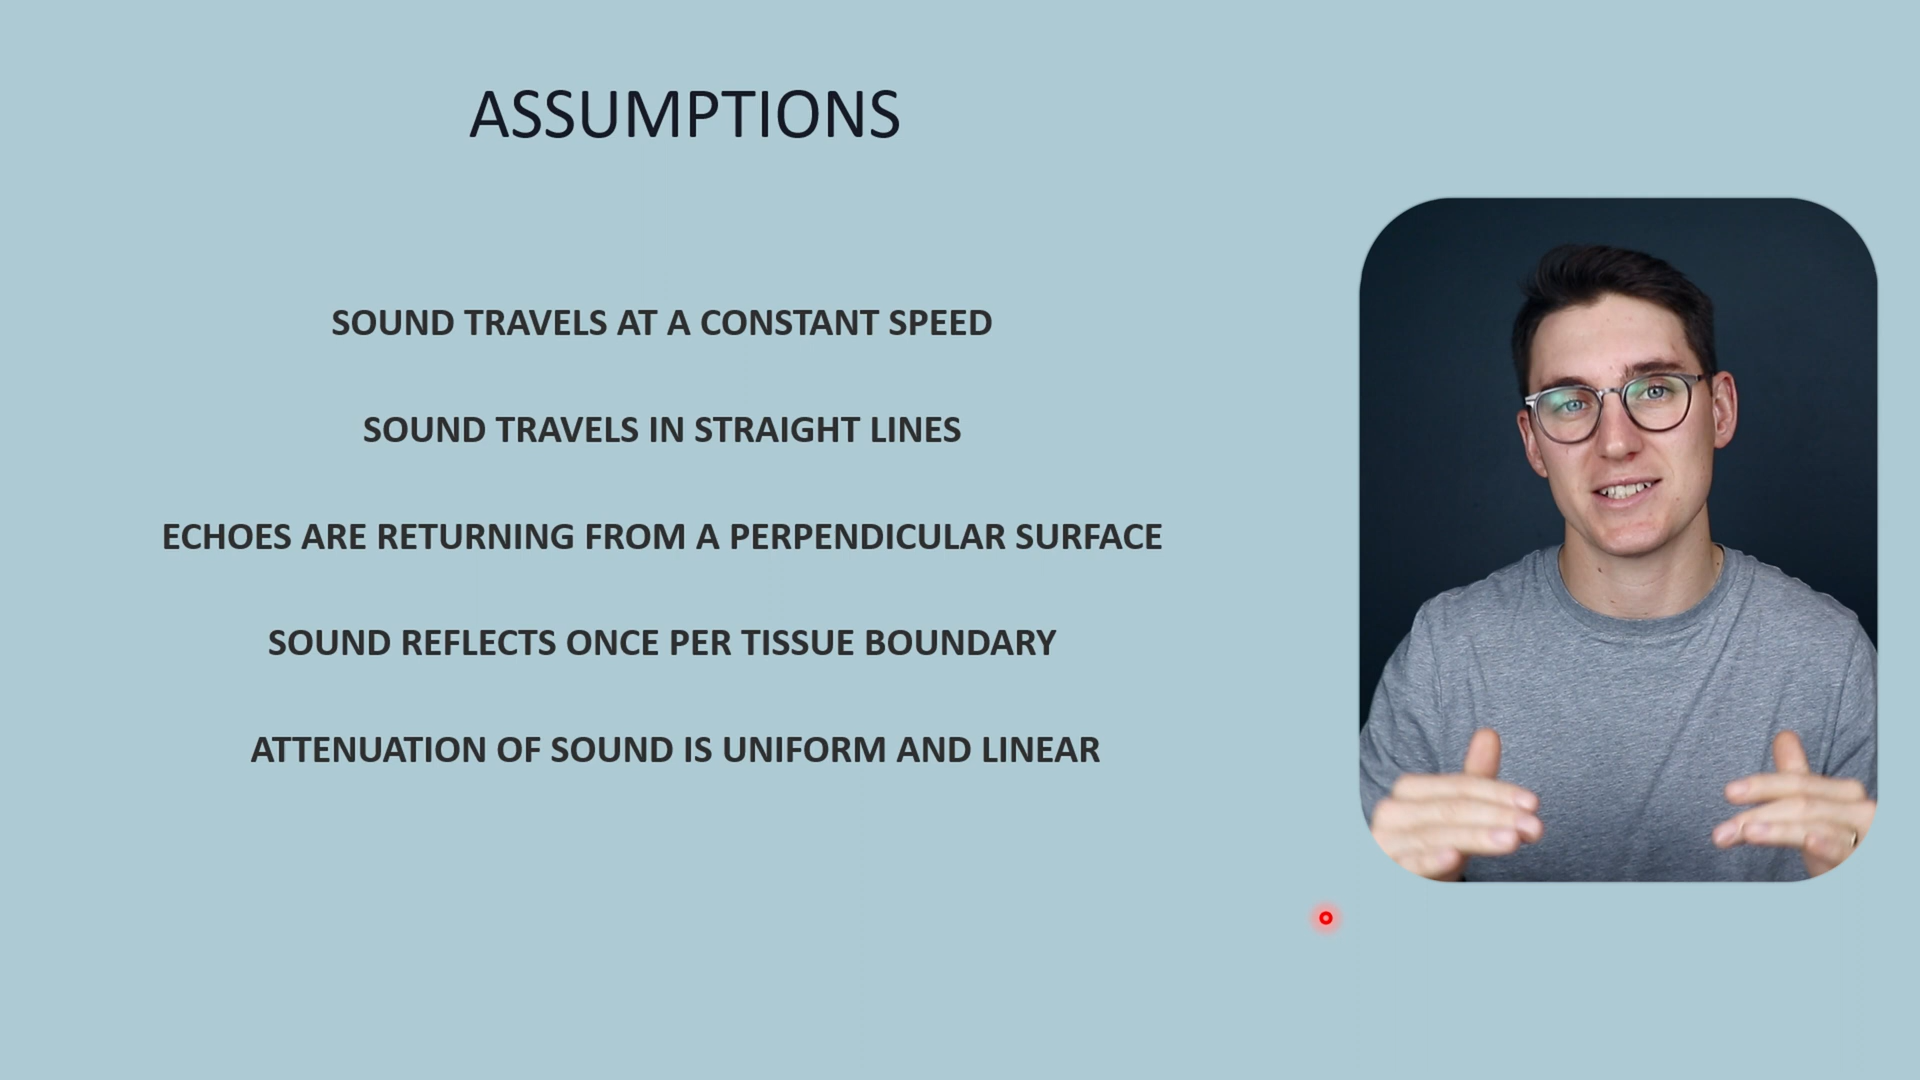 ASSUMPTIONS
SOUND TRAVELS AT A CONSTANT SPEED
SOUND TRAVELS IN STRAIGHT LINES
ECHOES ARE RETURNING FROM A PERPENDICULAR SURFACE
SOUND REFLECTS ONCE PER TISSUE BOUNDARY
ATTENUATION OF SOUND IS UNIFORM AND LINEAR